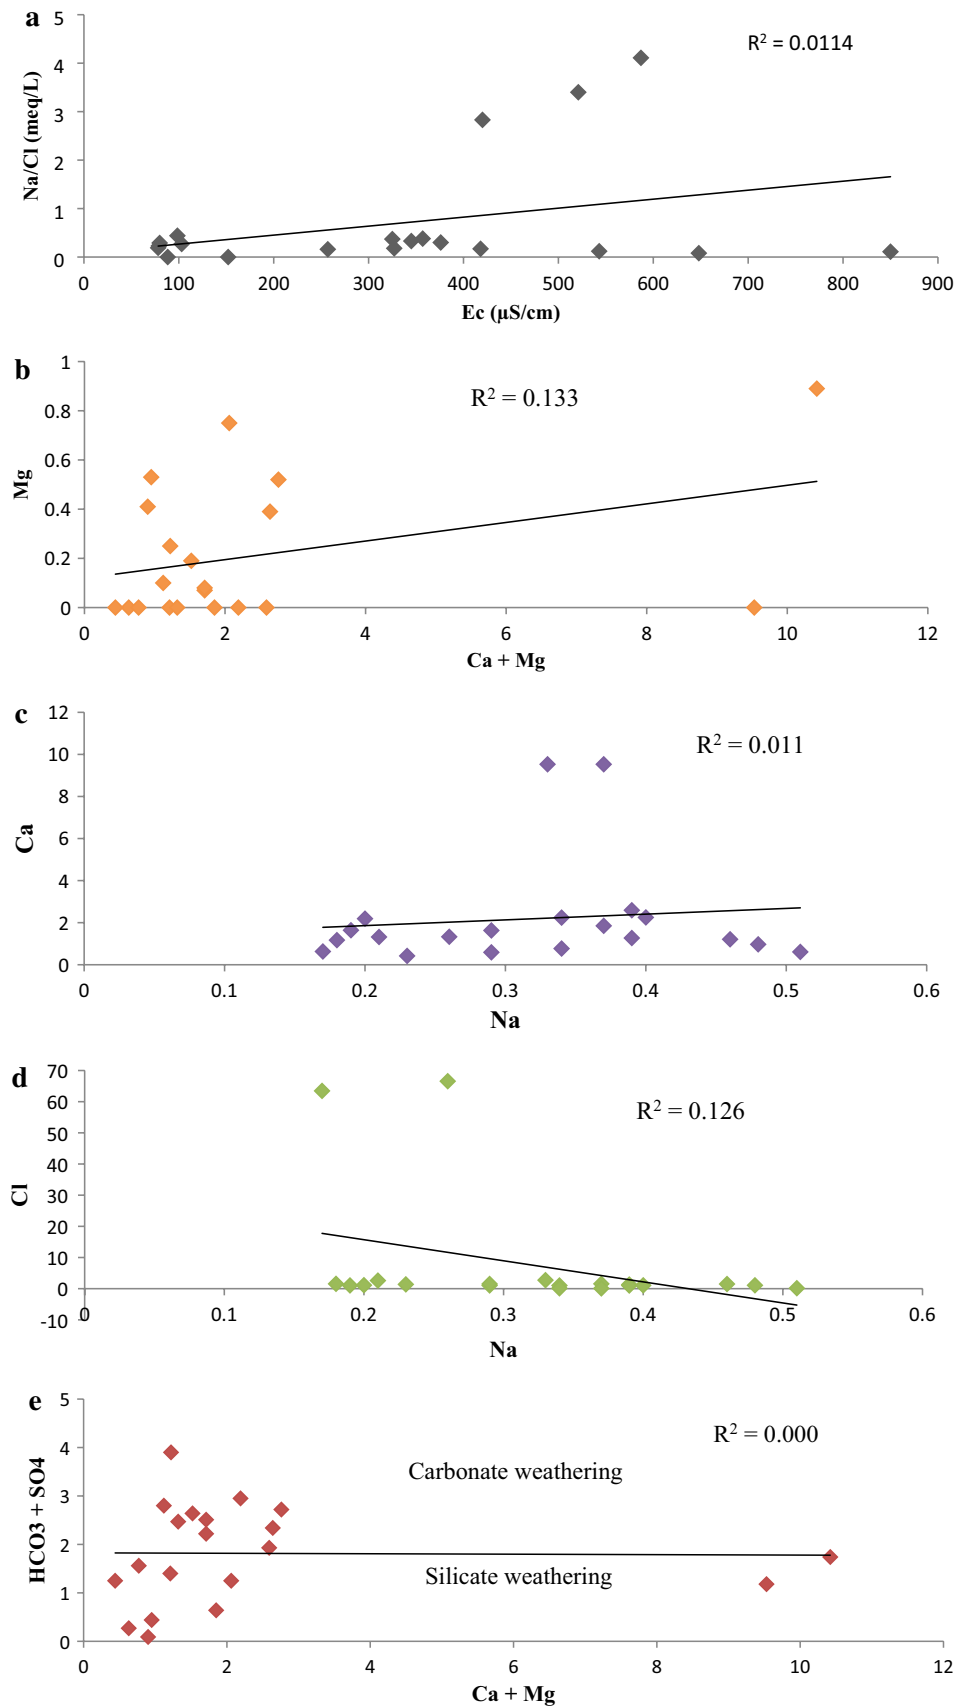 a
5
4
3
2
1
0
Na/Cl (meq/L)
R² = 0.0114
0 100 200 300 400 500 600 700 800 900
Ec (µS/cm)
b
1
0.8
0.6
0.4
0.2
0
Mg
R² = 0.133
0 2 4 6 8 10 12
Ca + Mg
c
12
10
8
6
4
2
0
Ca
R² = 0.011
0 0.1 0.2 0.3 0.4 0.5 0.6
Na
d
70
60
50
40
30
20
10
0
-10
Cl
R² = 0.126
0 0.1 0.2 0.3 0.4 0.5 0.6
Na
e
5
4
3
2
1
0
HCO3 + SO4
R² = 0.000
Carbonate weathering
Silicate weathering
0 2 4 6 8 10 12
Ca + Mg